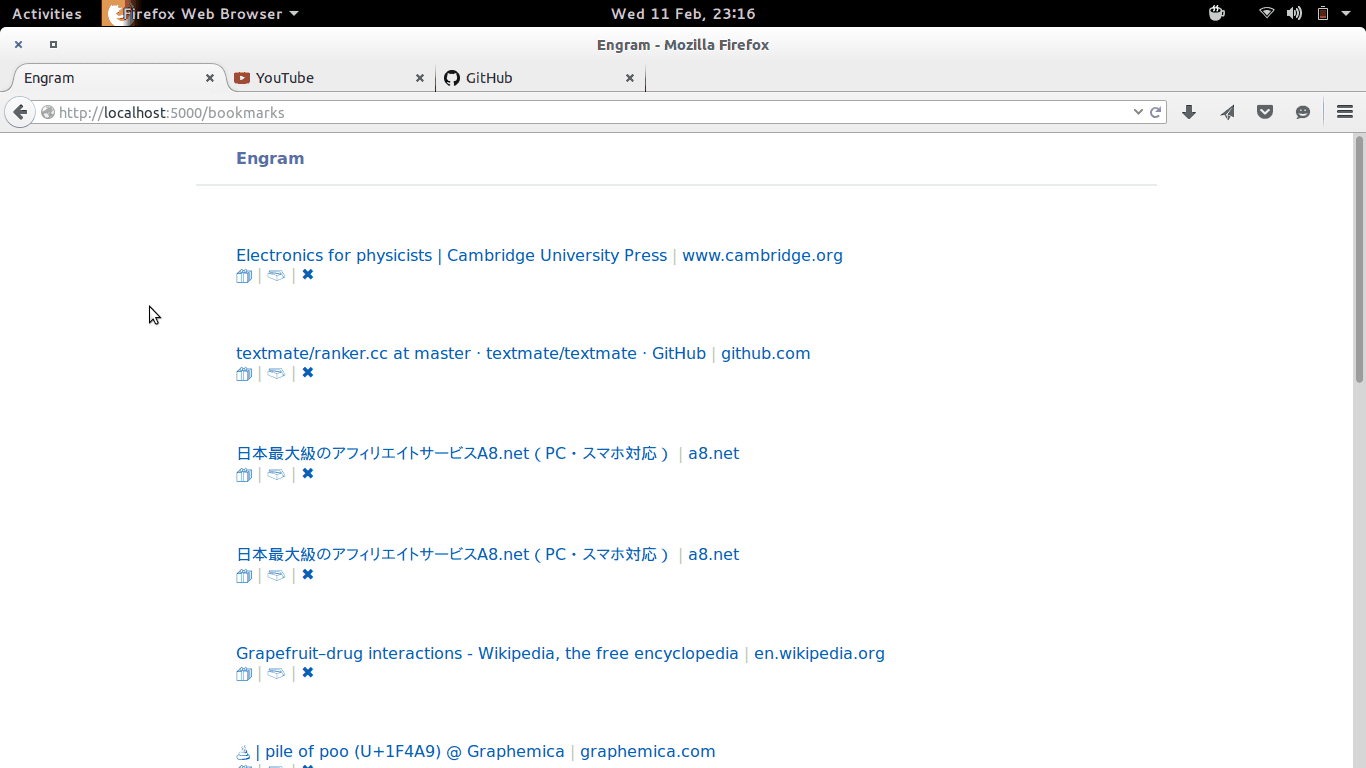 Activities Firefox Web Browser Wed 11 Feb, 23:16
Engram - Mozilla Firefox
Engram YouTube GitHub
http://localhost:5000/bookmarks
Engram
Electronics for physicists | Cambridge University Press | www.cambridge.org
| | ✖
textmate/ranker.cc at master · textmate/textmate · GitHub | github.com
| | ✖
日本最大級のアフィリエイトサービスA8.net（PC・スマホ対応） | a8.net
| | ✖
日本最大級のアフィリエイトサービスA8.net（PC・スマホ対応） | a8.net
| | ✖
Grapefruit–drug interactions - Wikipedia, the free encyclopedia | en.wikipedia.org
| | ✖
💩 | pile of poo (U+1F4A9) @ Graphemica | graphemica.com